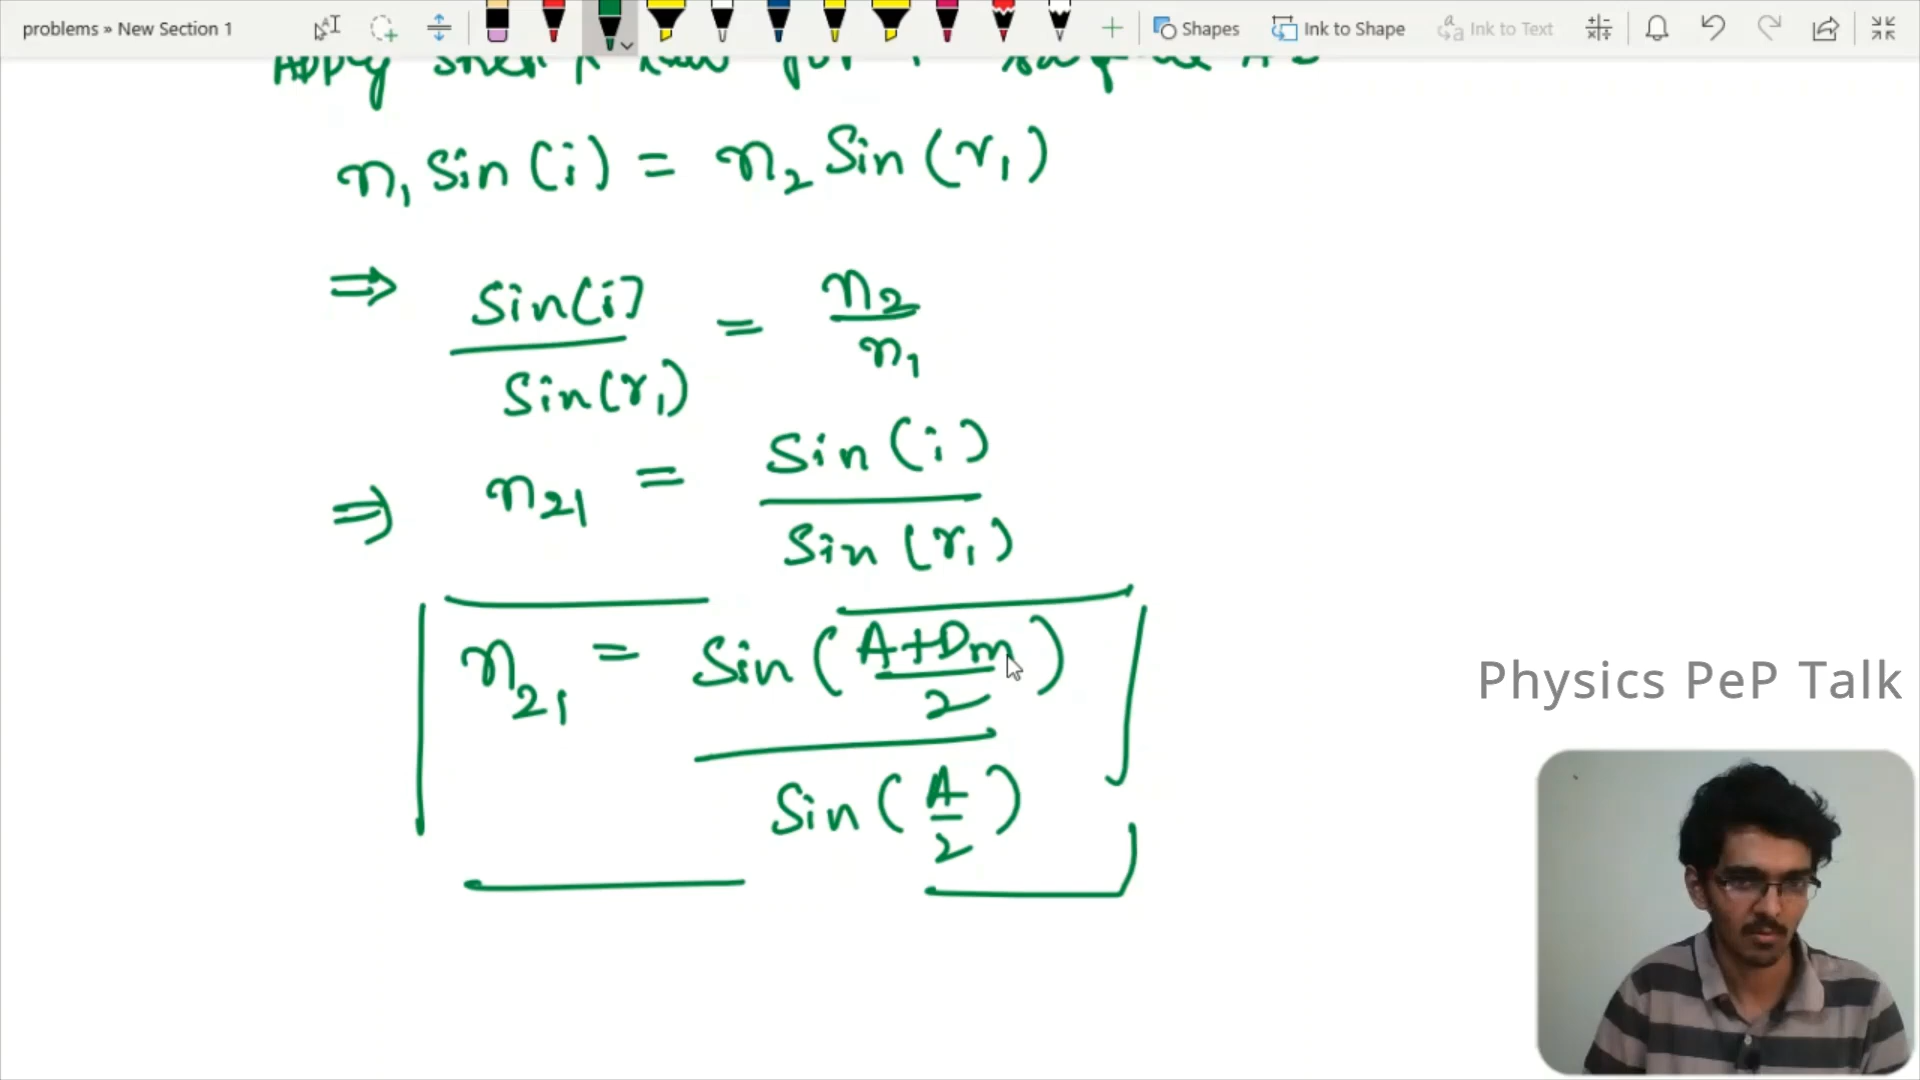 problems » New Section 1
Shapes
Ink to Shape
Ink to Text
Apply
n₁ Sin (i) = n₂ Sin (r₁)
⇒ Sin(i) / Sin(r₁) = n₂ / n₁
⇒ n₂₁ = Sin (i) / Sin (r₁)
n₂₁ = Sin ( A+Dm / 2 ) / Sin ( A / 2 )
Physics PeP Talk